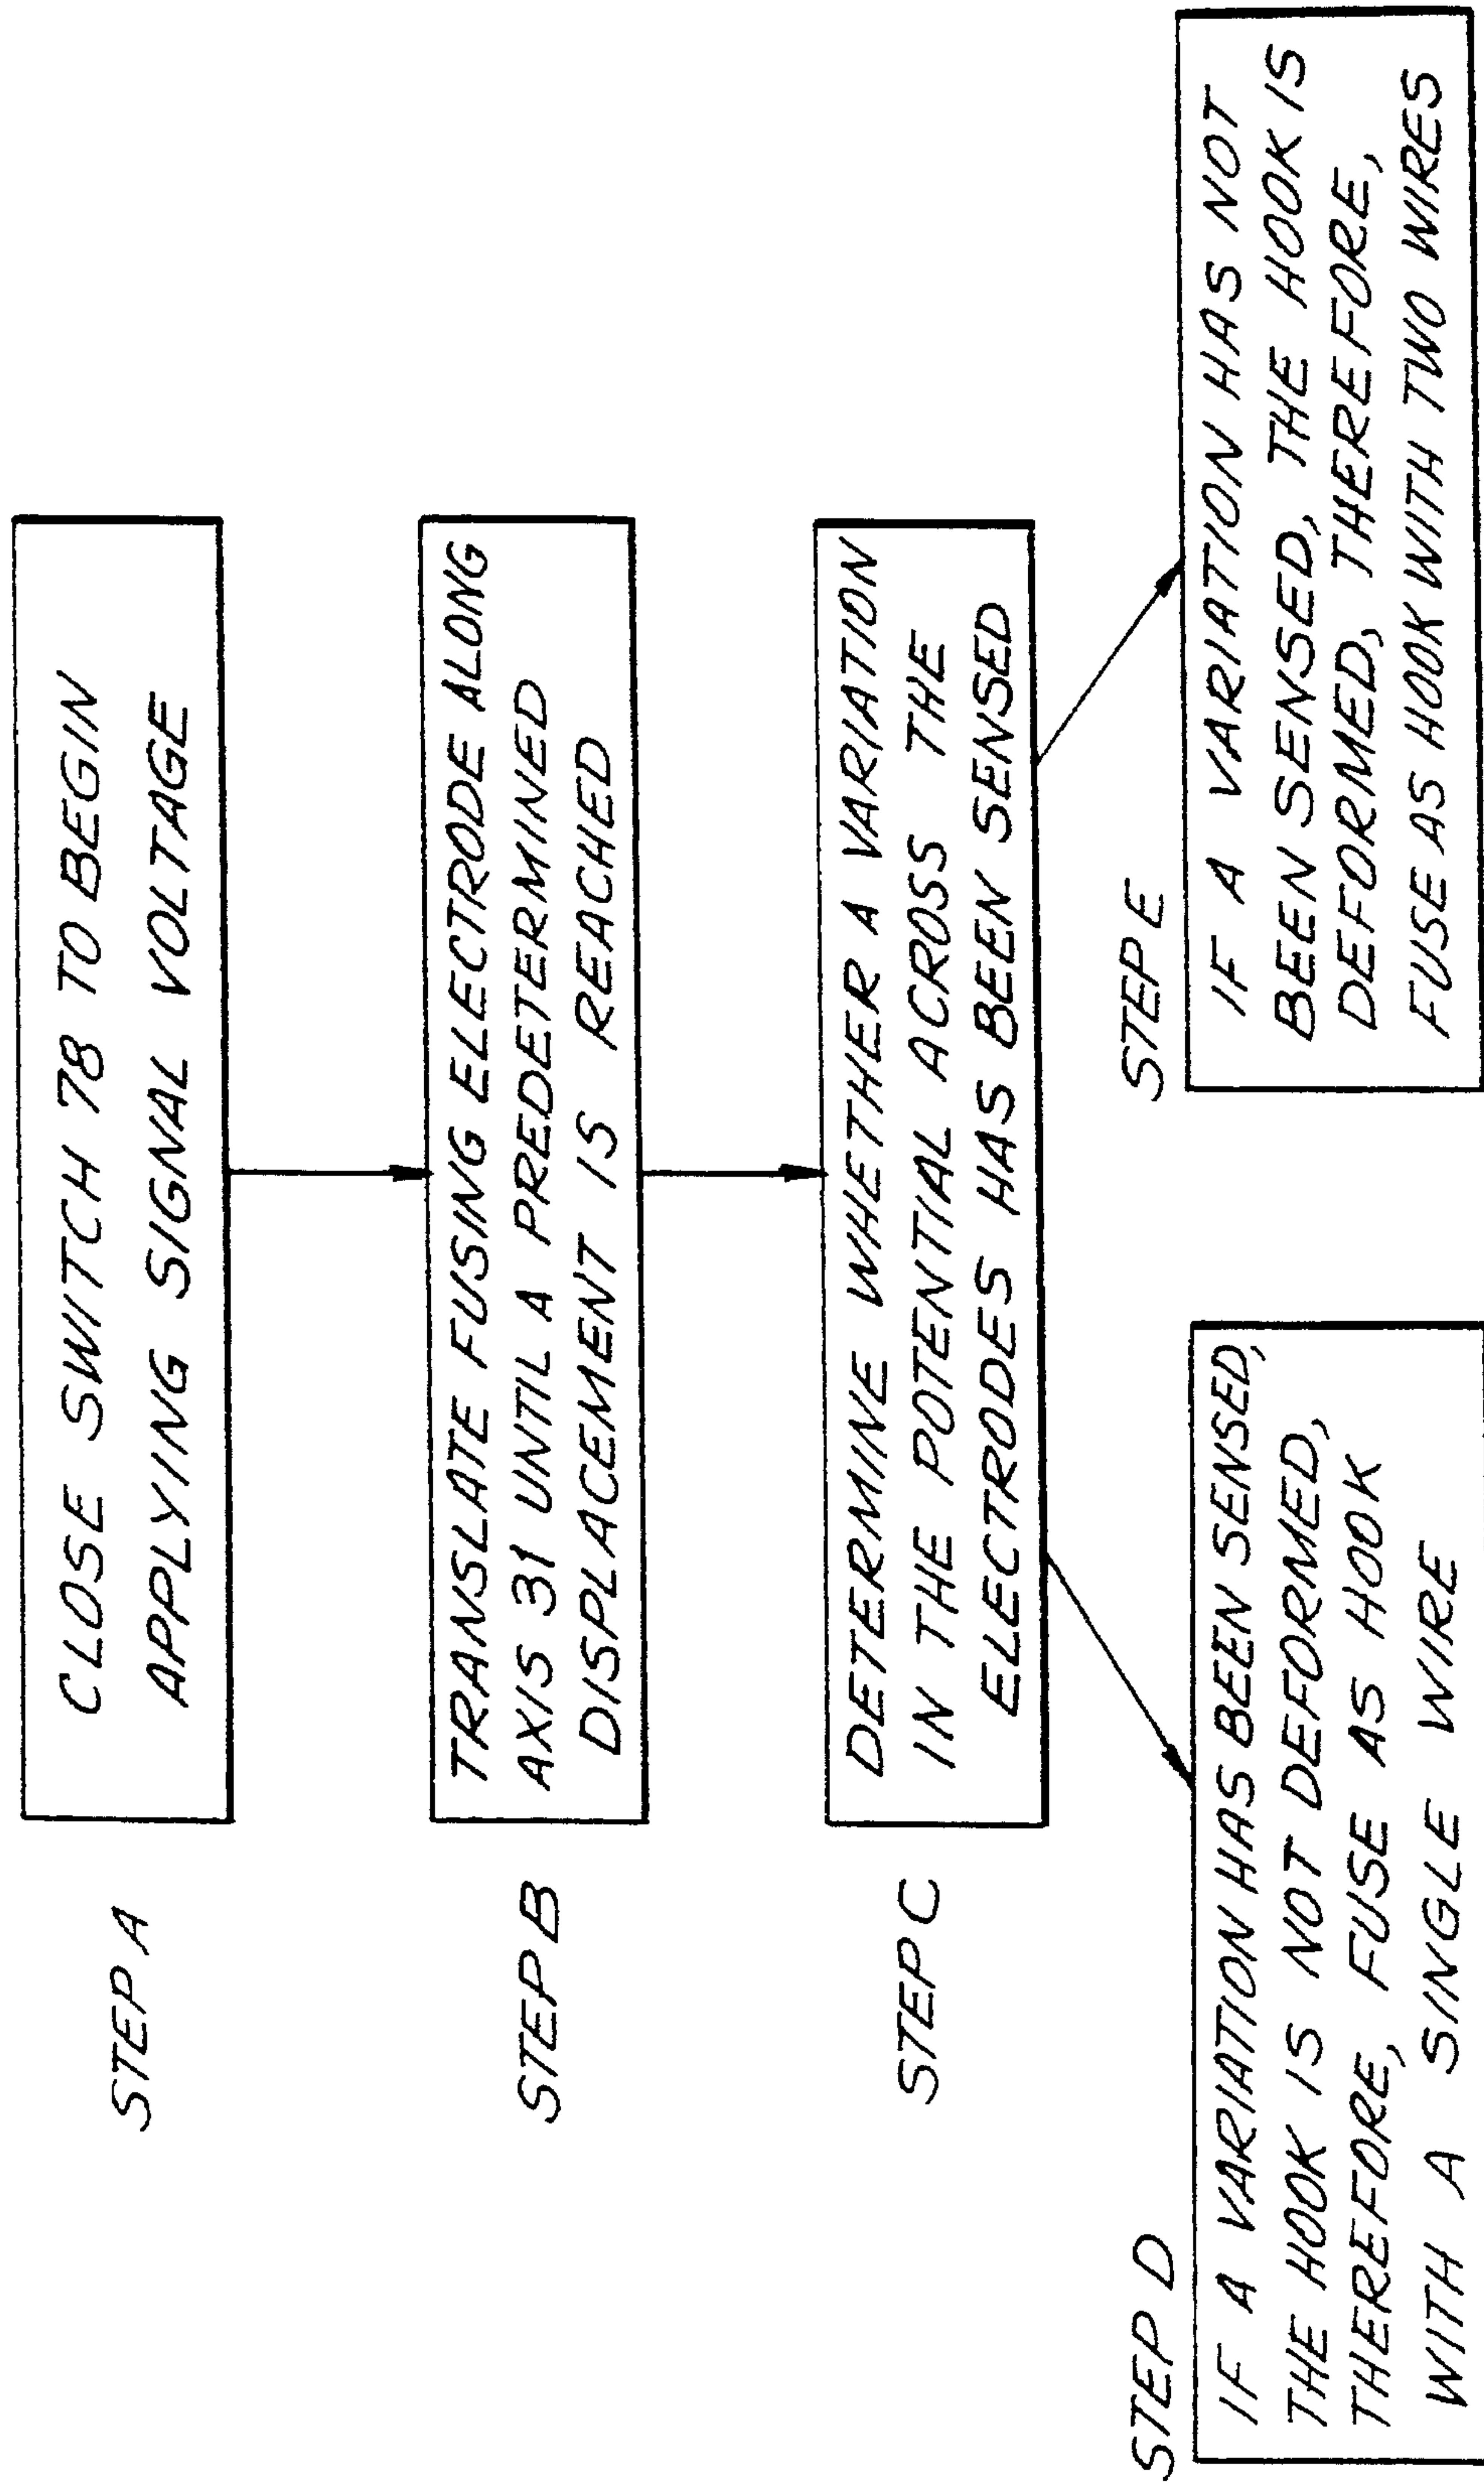 STEP A
CLOSE SWITCH 78 TO BEGIN
APPLYING SIGNAL VOLTAGE
STEP B
TRANSLATE FUSING ELECTRODE ALONG
AXIS 31 UNTIL A PREDETERMINED
DISPLACEMENT IS REACHED
STEP C
DETERMINE WHETHER A VARIATION
IN THE POTENTIAL ACROSS THE
ELECTRODES HAS BEEN SENSED
STEP D
IF A VARIATION HAS BEEN SENSED,
THE HOOK IS NOT DEFORMED,
THEREFORE, FUSE AS HOOK
WITH A SINGLE WIRE
STEP E
IF A VARIATION HAS NOT
BEEN SENSED, THE HOOK IS
DEFORMED, THEREFORE,
FUSE AS HOOK WITH TWO WIRES